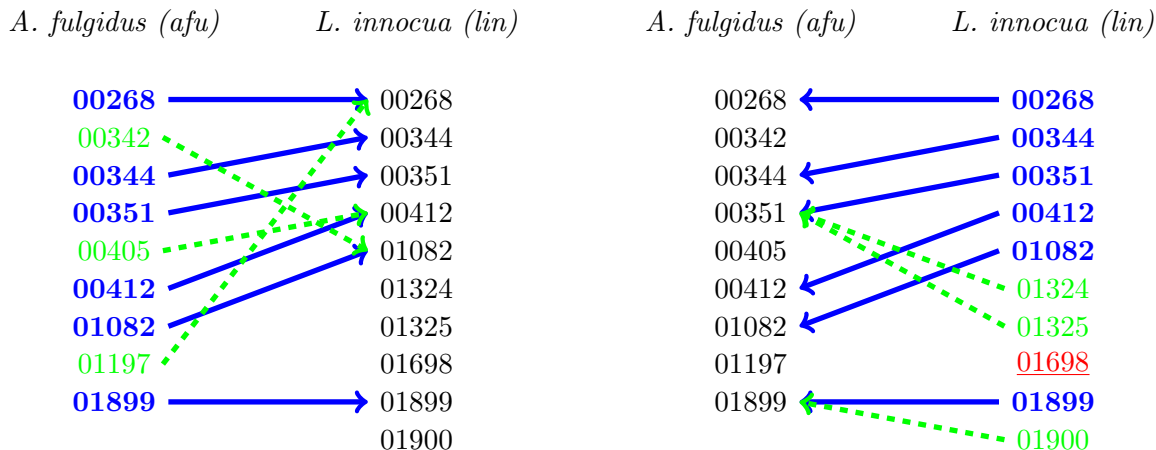 A. fulgidus (afu) L. innocua (lin) A. fulgidus (afu) L. innocua (lin)
00268 00268 00268 00268
00342 00344 00342 00344
00344 00351 00344 00351
00351 00412 00351 00412
00405 01082 00405 01082
00412 01324 00412 01324
01082 01325 01082 01325
01197 01698 01197 01698
01899 01899 01899 01899
01900 01900